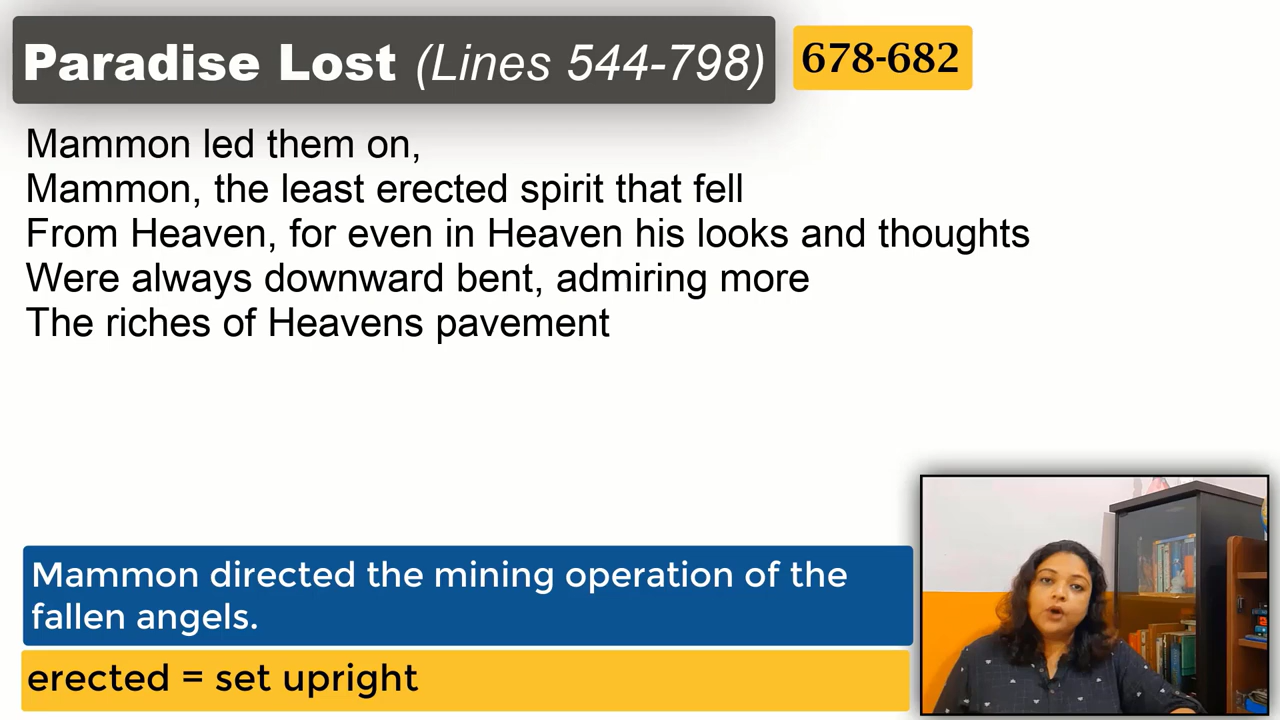 Paradise Lost (Lines 544-798)
678-682
Mammon led them on,
Mammon, the least erected spirit that fell
From Heaven, for even in Heaven his looks and thoughts
Were always downward bent, admiring more
The riches of Heavens pavement
Mammon directed the mining operation of the
fallen angels.
erected = set upright